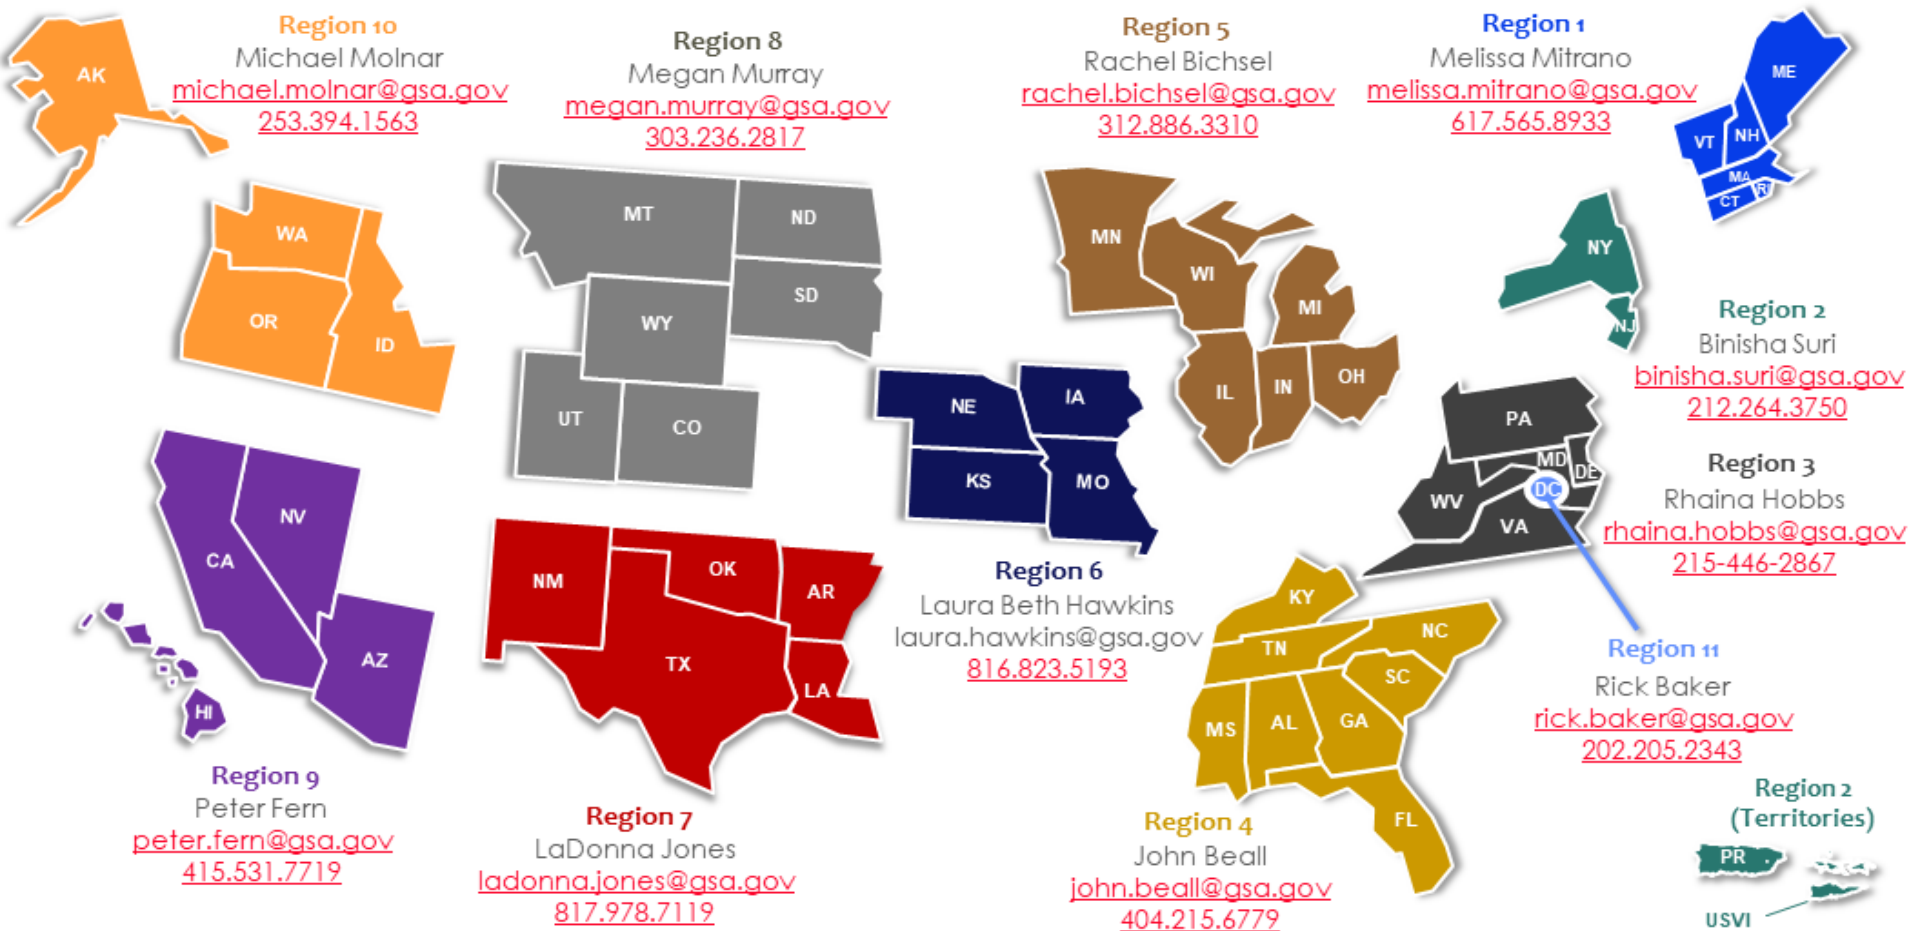 Region 10
Michael Molnar
michael.molnar@gsa.gov
253.394.1563
AK
WA
OR
ID
Region 8
Megan Murray
megan.murray@gsa.gov
303.236.2817
MT
ND
SD
WY
UT
CO
Region 5
Rachel Bichsel
rachel.bichsel@gsa.gov
312.886.3310
MN
WI
MI
IL
IN
OH
Region 1
Melissa Mitrano
melissa.mitrano@gsa.gov
617.565.8933
ME
VT
NH
MA
RI
CT
NY
NJ
Region 2
Binisha Suri
binisha.suri@gsa.gov
212.264.3750
PA
MD
DE
DC
WV
VA
Region 3
Rhaina Hobbs
rhaina.hobbs@gsa.gov
215-446-2867
NE
IA
KS
MO
Region 6
Laura Beth Hawkins
laura.hawkins@gsa.gov
816.823.5193
NV
CA
AZ
HI
Region 9
Peter Fern
peter.fern@gsa.gov
415.531.7719
NM
OK
AR
TX
LA
Region 7
LaDonna Jones
ladonna.jones@gsa.gov
817.978.7119
KY
TN
NC
SC
MS
AL
GA
FL
Region 4
John Beall
john.beall@gsa.gov
404.215.6779
Region 11
Rick Baker
rick.baker@gsa.gov
202.205.2343
Region 2
(Territories)
PR
USVI